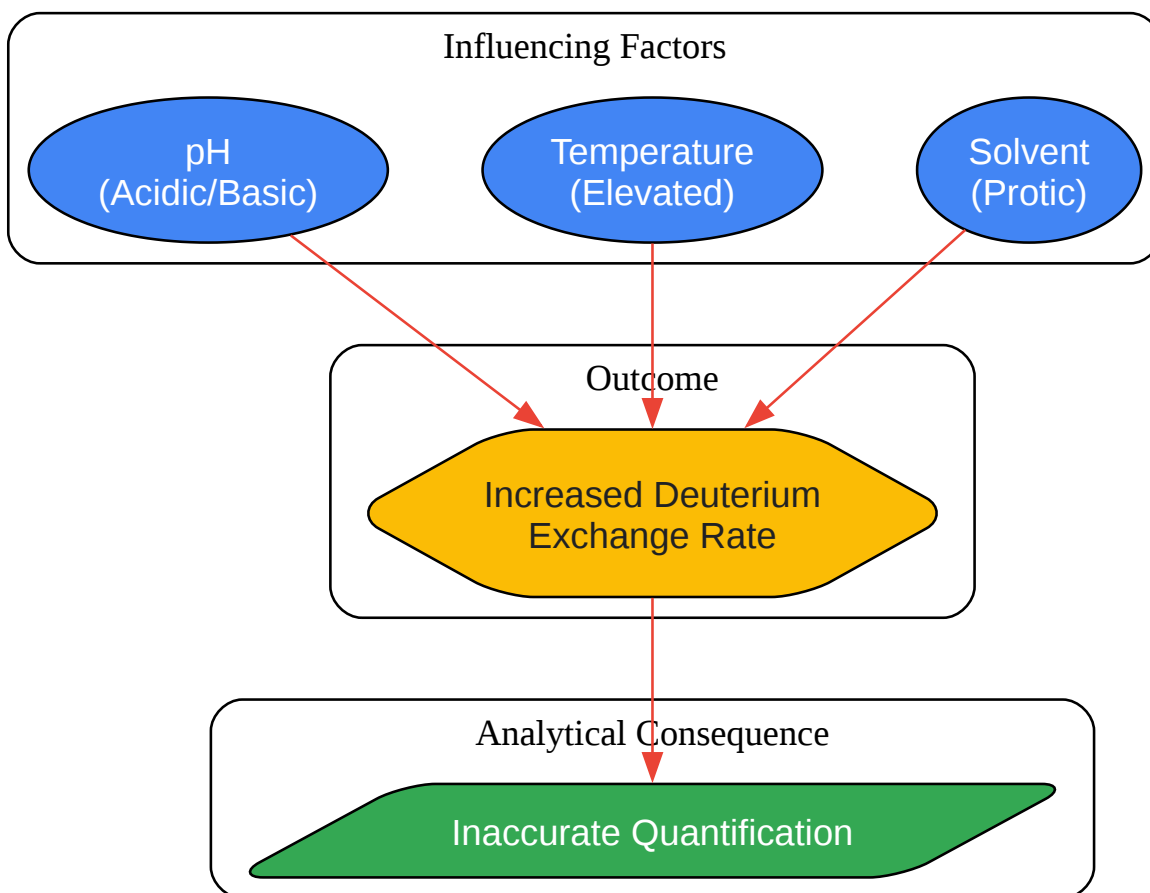 Influencing Factors
pH
(Acidic/Basic)
Temperature
(Elevated)
Solvent
(Protic)
Outcome
Increased Deuterium
Exchange Rate
Analytical Consequence
Inaccurate Quantification